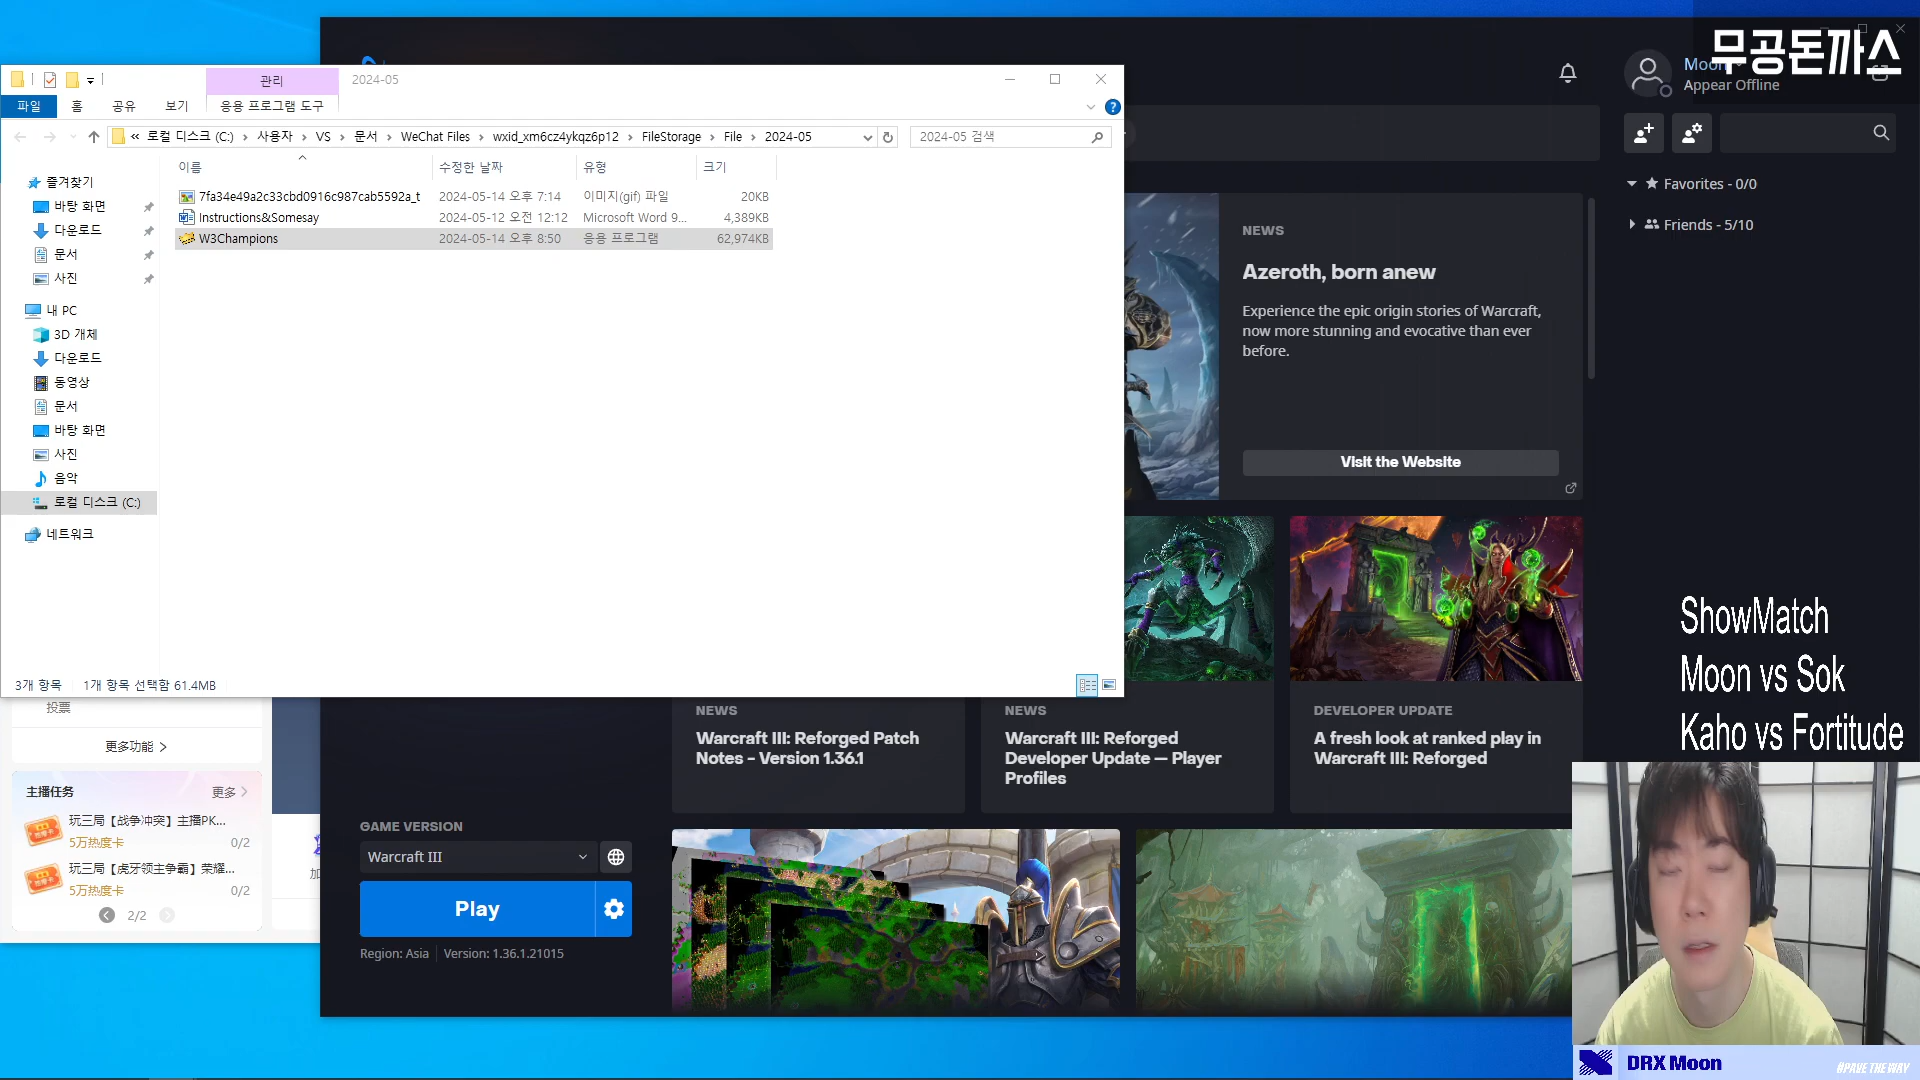 무공돈까스
관리
2024-05
파일
홈
공유
보기
응용 프로그램 도구
« 로컬 디스크 (C:) › 사용자 › VS › 문서 › WeChat Files › wxid_xm6cz4ykqz6p12 › FileStorage › File › 2024-05
2024-05 검색
이름
수정한 날짜
유형
크기
7fa34e49a2c33cbd0916c987cab5592a_t 2024-05-14 오후 7:14 이미지(gif) 파일 20KB
Instructions&Somesay 2024-05-12 오전 12:12 Microsoft Word 9... 4,389KB
W3Champions 2024-05-14 오후 8:50 응용 프로그램 62,974KB
즐겨찾기
바탕 화면
다운로드
문서
사진
내 PC
3D 개체
다운로드
동영상
문서
바탕 화면
사진
음악
로컬 디스크 (C:)
네트워크
3개 항목
1개 항목 선택함 61.4MB
Appear Offline
Favorites - 0/0
Friends - 5/10
NEWS
Azeroth, born anew
Experience the epic origin stories of Warcraft,
now more stunning and evocative than ever
before.
Visit the Website
NEWS
Warcraft III: Reforged Patch
Notes – Version 1.36.1
NEWS
Warcraft III: Reforged
Developer Update — Player
Profiles
DEVELOPER UPDATE
A fresh look at ranked play in
Warcraft III: Reforged
投票
更多功能 >
主播任务
更多 >
玩三局【战争冲突】主播PK...
5万热度卡
0/2
玩三局【虎牙领主争霸】荣耀...
5万热度卡
0/2
2/2
加
GAME VERSION
Warcraft III
Play
Region: Asia
Version: 1.36.1.21015
ShowMatch
Moon vs Sok
Kaho vs Fortitude
DRX Moon
#PAVE THE WAY